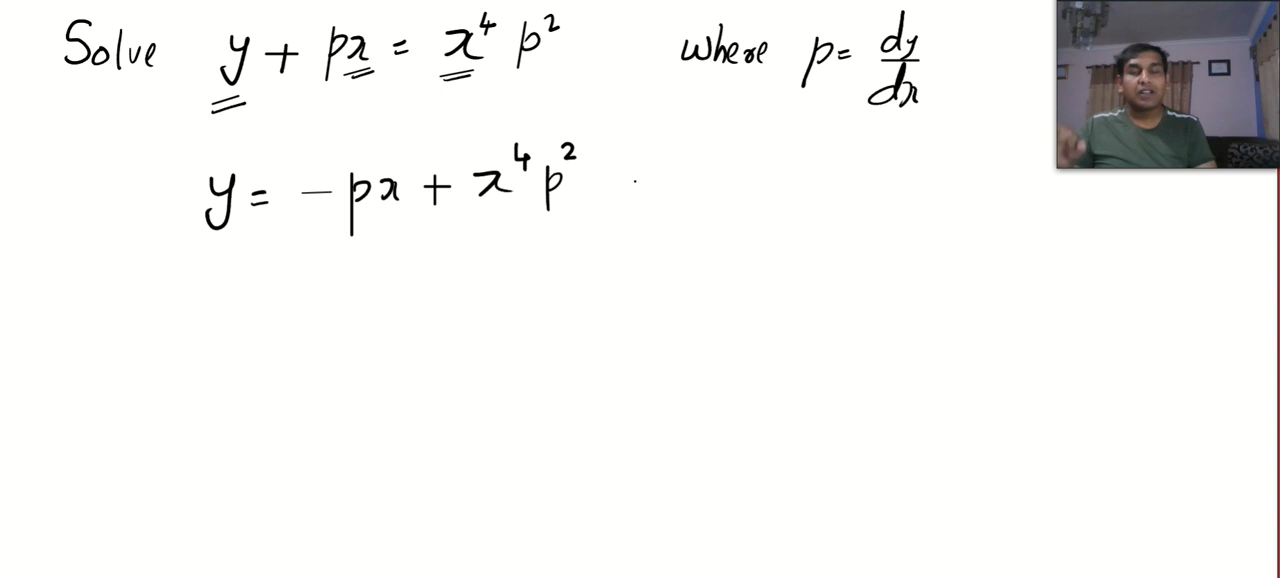 Solve y + px = x⁴ p² where p = dy/dx
y = - px + x⁴ p²